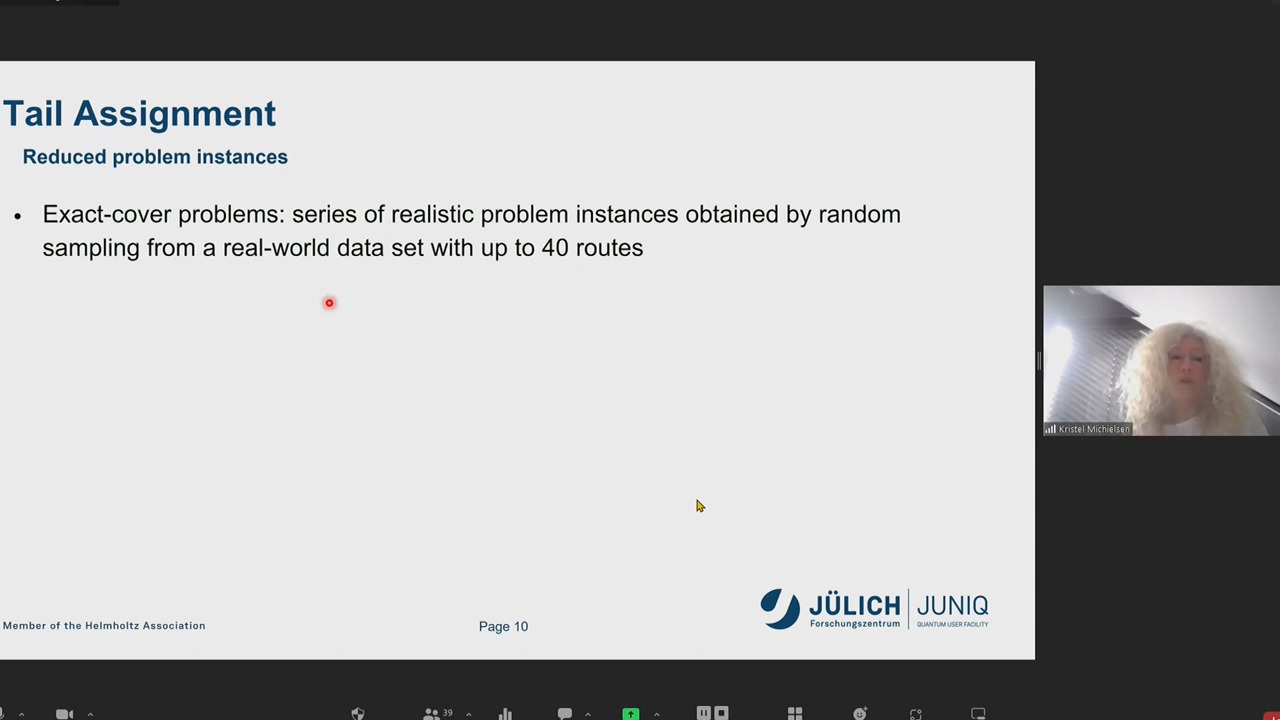 Tail Assignment
Reduced problem instances
• Exact-cover problems: series of realistic problem instances obtained by random
sampling from a real-world data set with up to 40 routes
Kristel Michielsen
JÜLICH JUNIQ
Forschungszentrum QUANTUM USER FACILITY
Member of the Helmholtz Association
Page 10
39